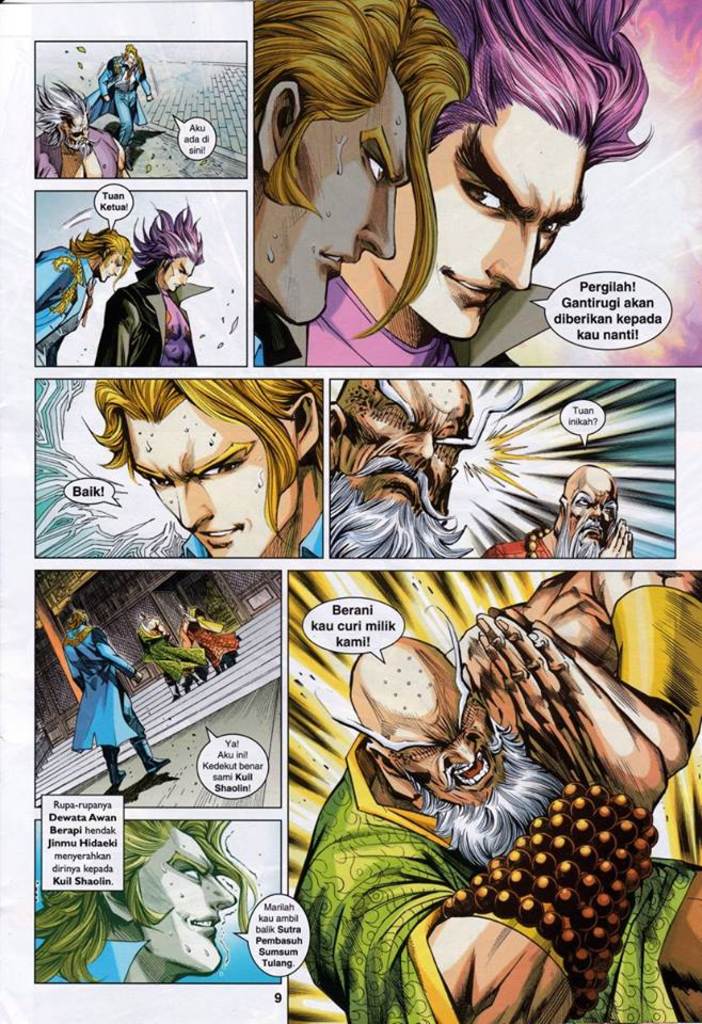 Aku
ada di
sini!
Tuan
Ketua!
Pergilah!
Gantirugi akan
diberikan kepada
kau nanti!
Baik!
Tuan
inikah?
Berani
kau curi milik
kami!
Ya!
Aku ini!
Kedekut benar
sami Kuil
Shaolin!
Rupa-rupanya
Dewata Awan
Berapi hendak
Jinmu Hidaeki
menyerahkan
dirinya kepada
Kuil Shaolin.
Marilah
kau ambil
balik Sutra
Pembasuh
Sumsum
Tulang.
9